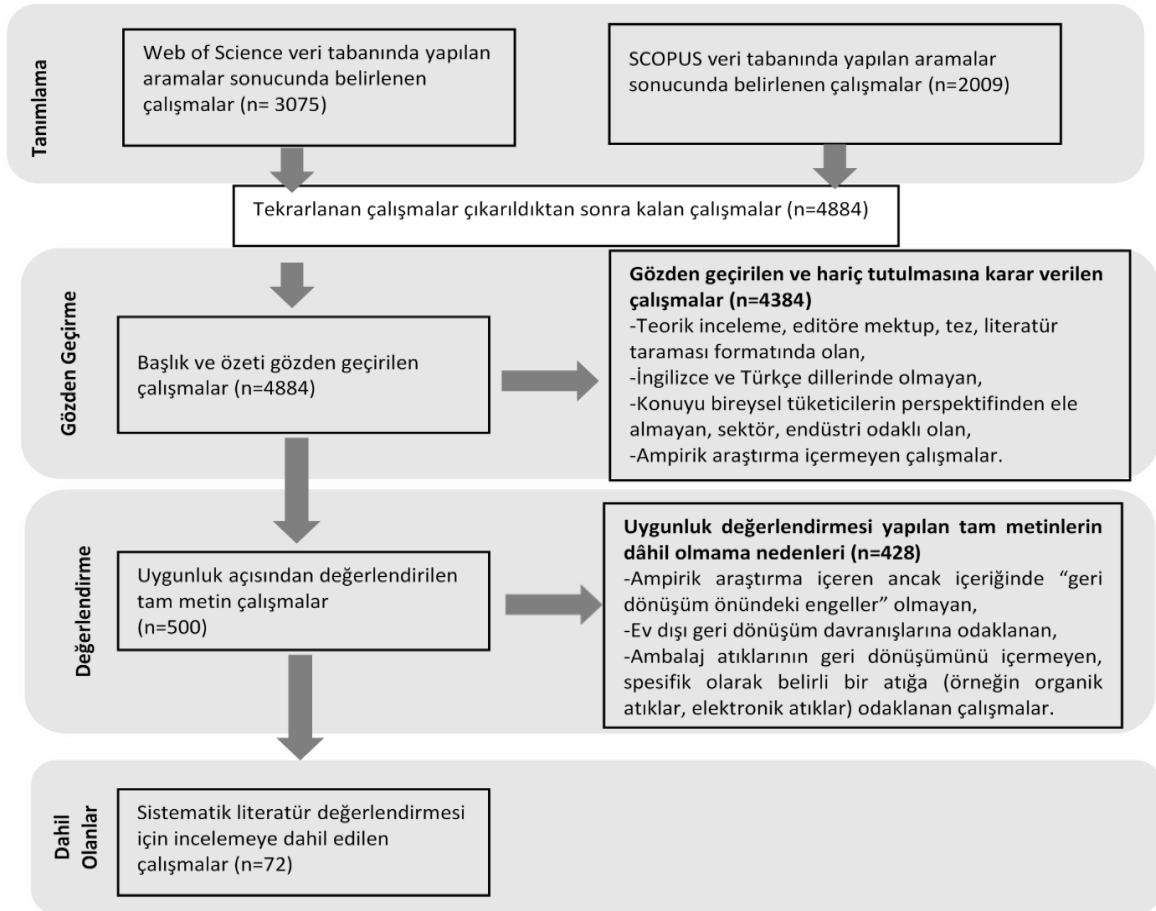 Tanımlama
Web of Science veri tabanında yapılan
aramalar sonucunda belirlenen
çalışmalar (n= 3075)
SCOPUS veri tabanında yapılan aramalar
sonucunda belirlenen çalışmalar (n=2009)
Tekrarlanan çalışmalar çıkarıldıktan sonra kalan çalışmalar (n=4884)
Gözden Geçirme
Başlık ve özeti gözden geçirilen
çalışmalar (n=4884)
Gözden geçirilen ve hariç tutulmasına karar verilen
çalışmalar (n=4384)
-Teorik inceleme, editöre mektup, tez, literatür
taraması formatında olan,
-İngilizce ve Türkçe dillerinde olmayan,
-Konuyu bireysel tüketicilerin perspektifinden ele
almayan, sektör, endüstri odaklı olan,
-Ampirik araştırma içermeyen çalışmalar.
Değerlendirme
Uygunluk açısından değerlendirilen
tam metin çalışmalar
(n=500)
Uygunluk değerlendirmesi yapılan tam metinlerin
dâhil olmama nedenleri (n=428)
-Ampirik araştırma içeren ancak içeriğinde “geri
dönüşüm önündeki engeller” olmayan,
-Ev dışı geri dönüşüm davranışlarına odaklanan,
-Ambalaj atıklarının geri dönüşümünü içermeyen,
spesifik olarak belirli bir atığa (örneğin organik
atıklar, elektronik atıklar) odaklanan çalışmalar.
Dahil
Olanlar
Sistematik literatür değerlendirmesi
için incelemeye dahil edilen
çalışmalar (n=72)